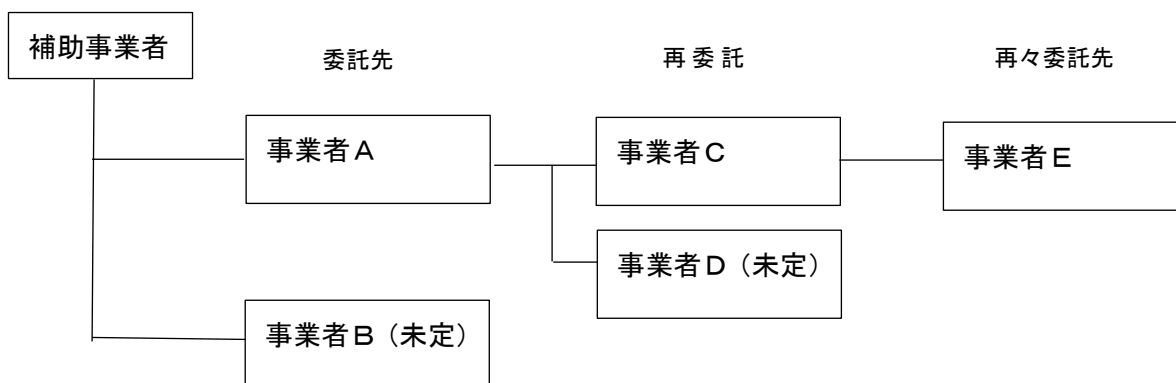 補助事業者
委託先
再委託
再々委託先
事業者A
事業者C
事業者E
事業者D(未定)
事業者B(未定)